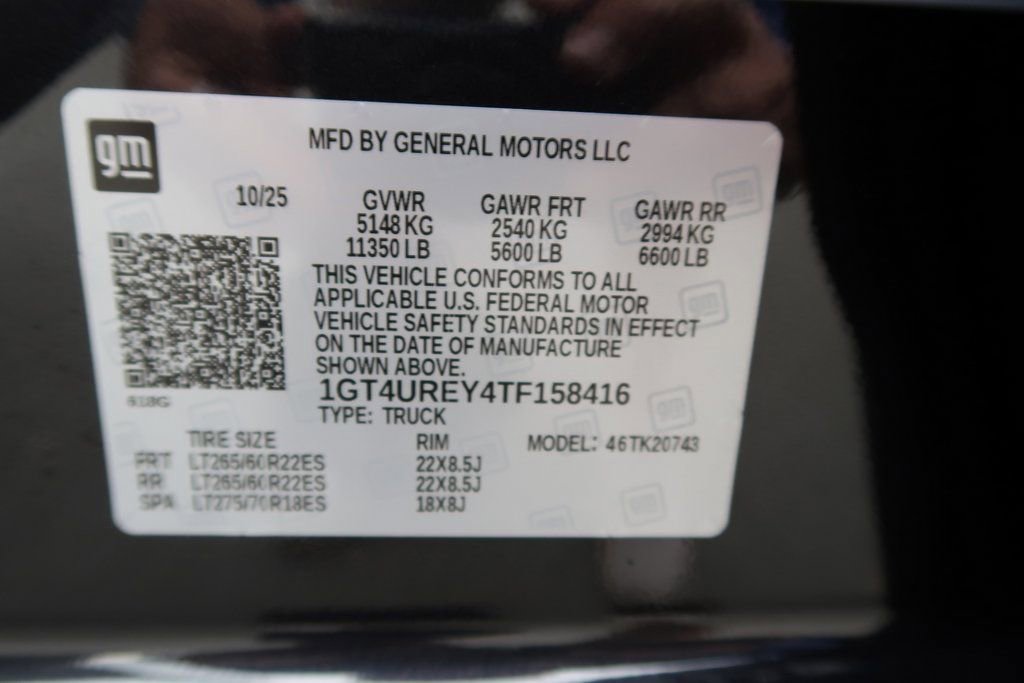 gm
MFD BY GENERAL MOTORS LLC
10/25
GVWR GAWR FRT GAWR RR
5148 KG 2540 KG 2994 KG
11350 LB 5600 LB 6600 LB
THIS VEHICLE CONFORMS TO ALL
APPLICABLE U.S. FEDERAL MOTOR
VEHICLE SAFETY STANDARDS IN EFFECT
ON THE DATE OF MANUFACTURE
SHOWN ABOVE.
1GT4UREY4TF158416
TYPE: TRUCK
TIRE SIZE RIM MODEL: 46TK20743
FRT LT265/60R22ES 22X8.5J
RR LT265/60R22ES 22X8.5J
SPA LT275/70R18ES 18X8J